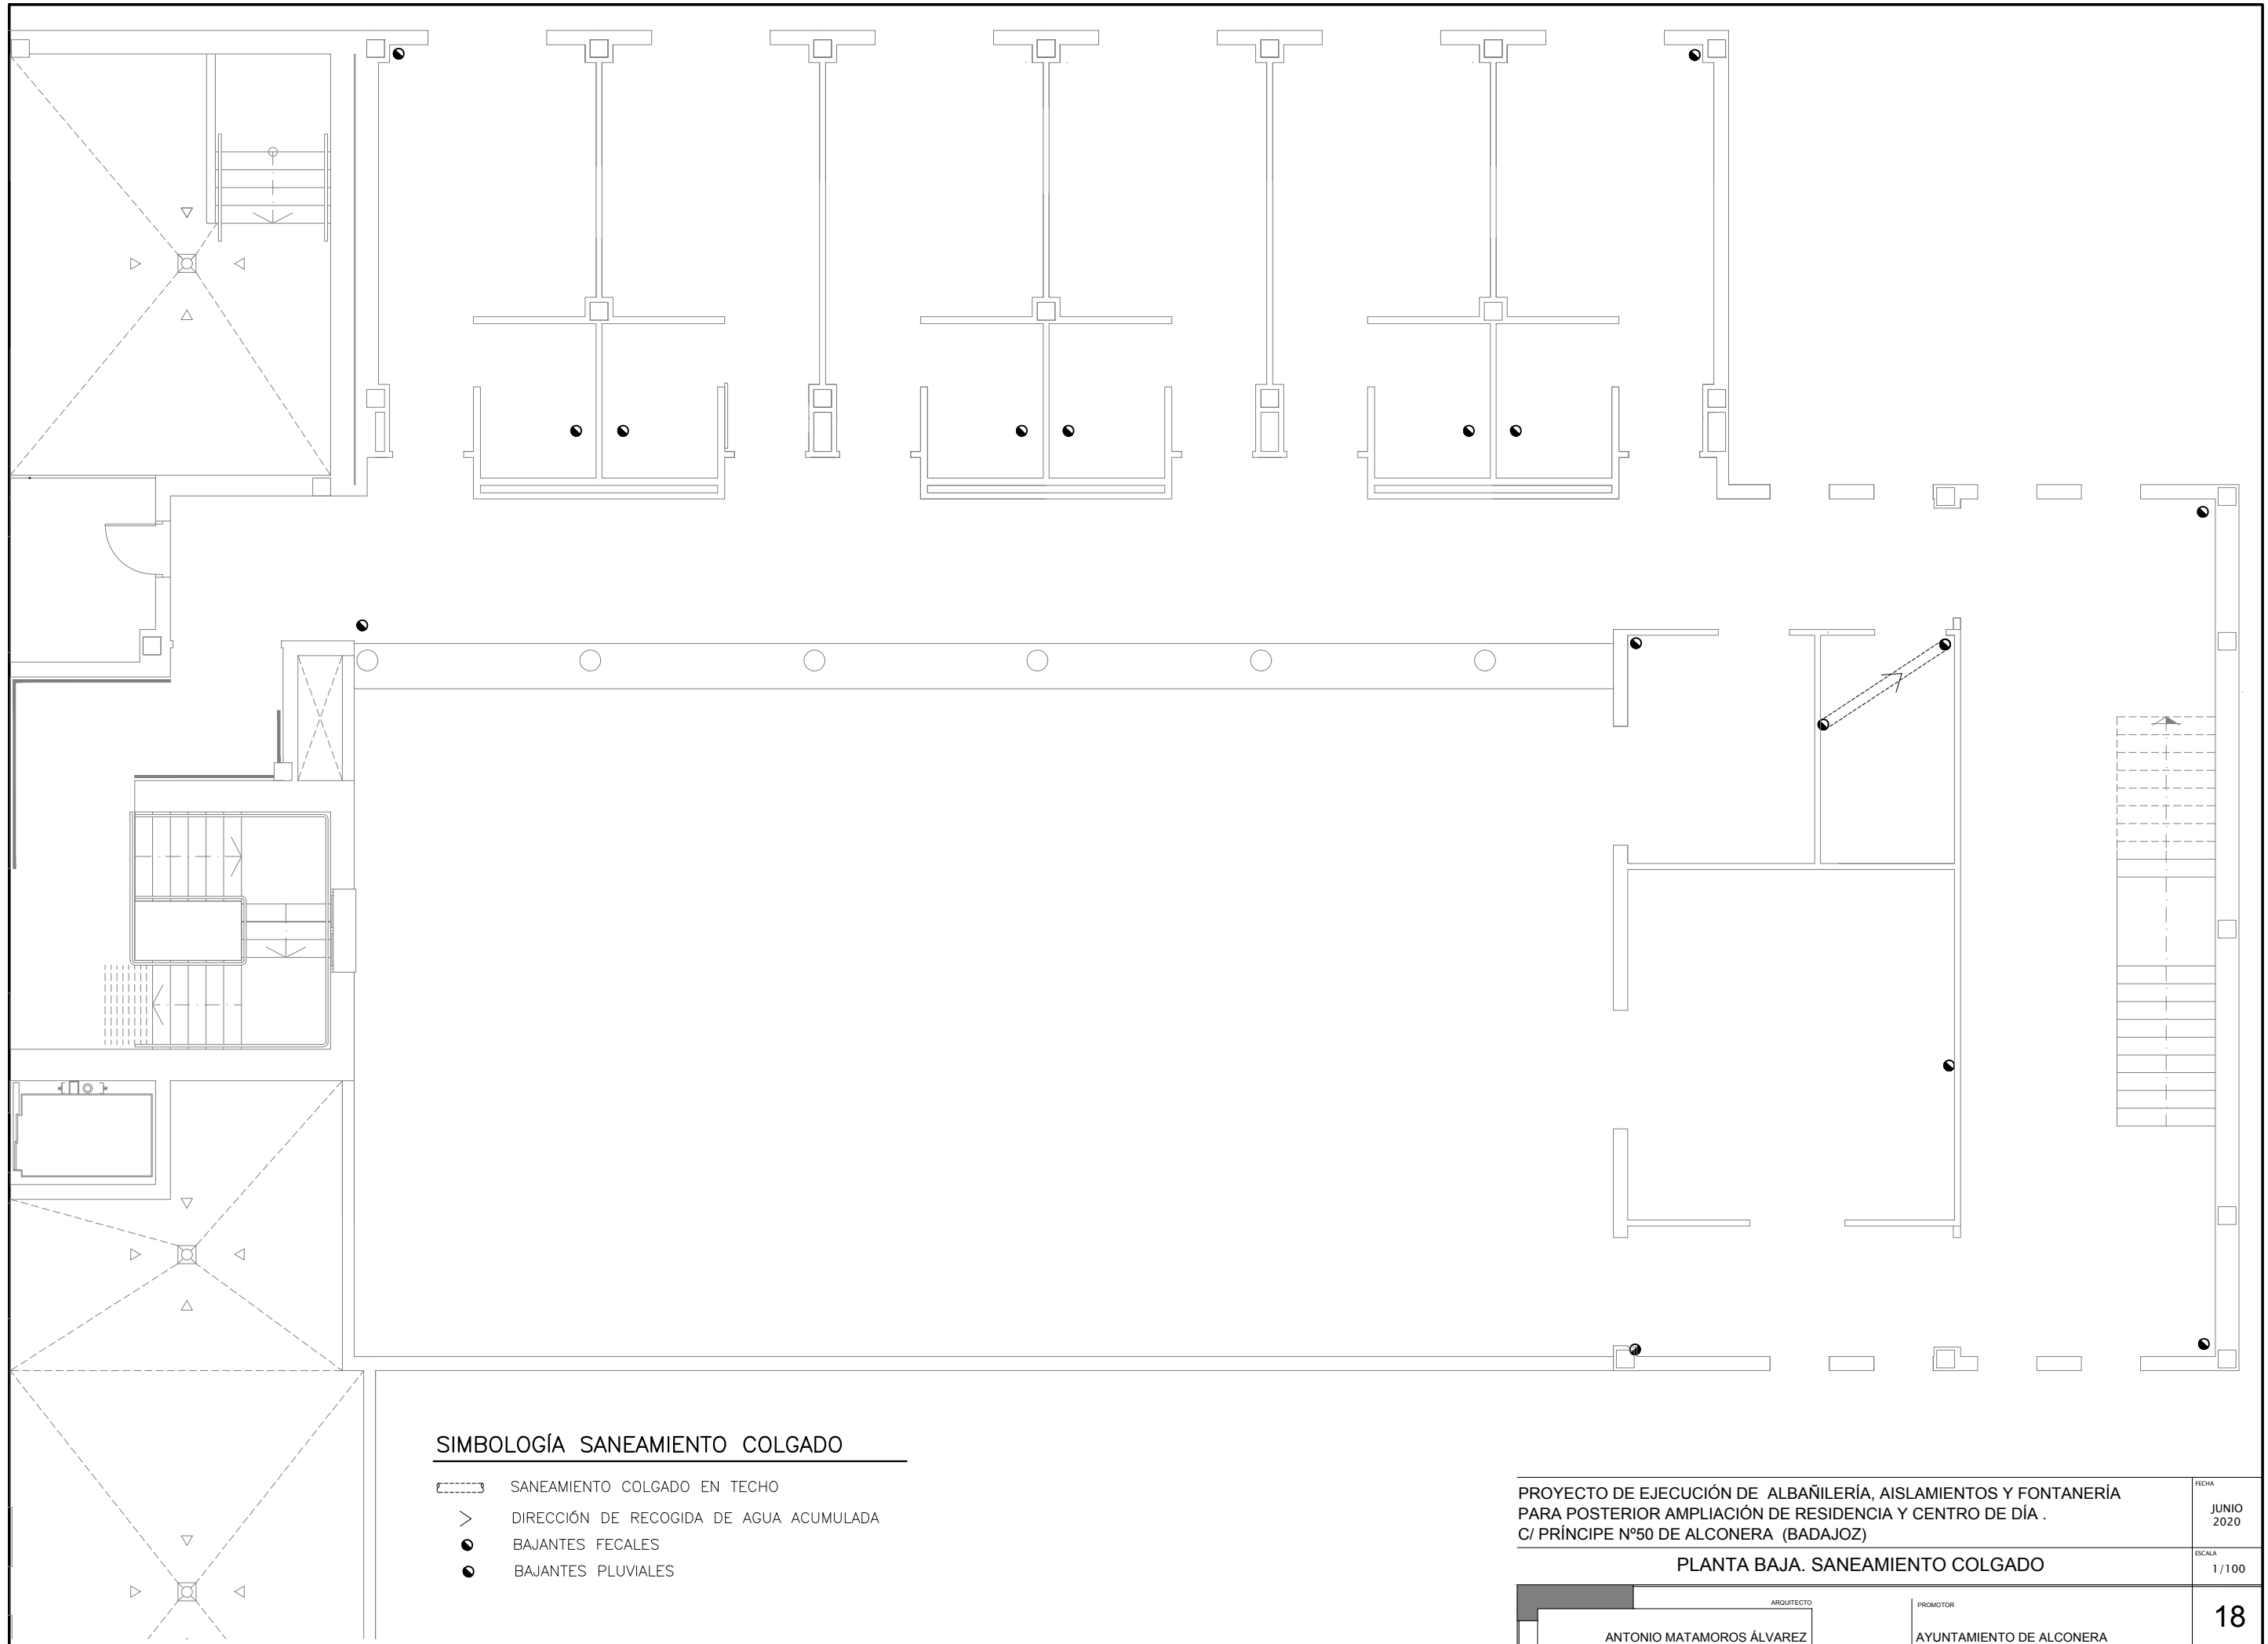 SIMBOLOGÍA SANEAMIENTO COLGADO
SANEAMIENTO COLGADO EN TECHO
DIRECCIÓN DE RECOGIDA DE AGUA ACUMULADA
BAJANTES FECALES
BAJANTES PLUVIALES
PROYECTO DE EJECUCIÓN DE ALBAÑILERÍA, AISLAMIENTOS Y FONTANERÍA
PARA POSTERIOR AMPLIACIÓN DE RESIDENCIA Y CENTRO DE DÍA .
C/ PRÍNCIPE Nº50 DE ALCONERA (BADAJOZ)
FECHA
JUNIO
2020
PLANTA BAJA. SANEAMIENTO COLGADO
ESCALA
1/100
ARQUITECTO
ANTONIO MATAMOROS ÁLVAREZ
PROMOTOR
AYUNTAMIENTO DE ALCONERA
18